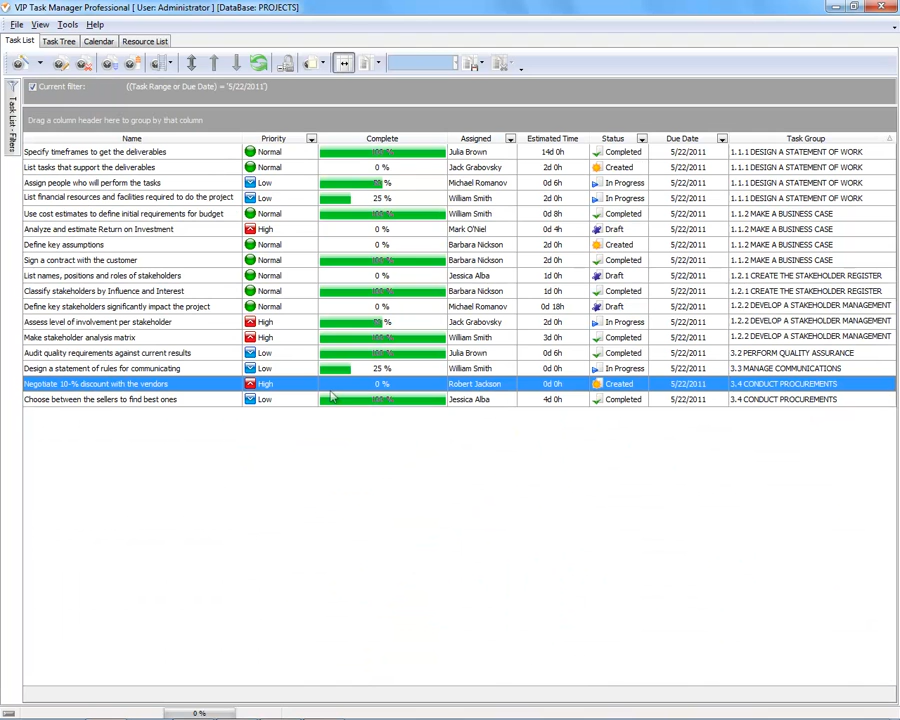 VIP Task Manager Professional [ User: Administrator ] [DataBase: PROJECTS]
File View Tools Help
Task List Task Tree Calendar Resource List
Current filter: ((Task Range or Due Date) = '5/22/2011')
Task List - Filters
Drag a column header here to group by that column
Name Priority Complete Assigned Estimated Time Status Due Date Task Group
Specify timeframes to get the deliverables Normal 100 % Julia Brown 14d 0h Completed 5/22/2011 1.1.1 DESIGN A STATEMENT OF WORK
List tasks that support the deliverables Normal 0 % Jack Grabovsky 2d 0h Created 5/22/2011 1.1.1 DESIGN A STATEMENT OF WORK
Assign people who will perform the tasks Low % Michael Romanov 0d 6h In Progress 5/22/2011 1.1.1 DESIGN A STATEMENT OF WORK
List financial resources and facilities required to do the project Low 25 % William Smith 0d 0h In Progress 5/22/2011 1.1.1 DESIGN A STATEMENT OF WORK
Use cost estimates to define initial requirements for budget Normal 100 % William Smith 0d 8h Completed 5/22/2011 1.1.2 MAKE A BUSINESS CASE
Analyze and estimate Return on Investment High 0 % Mark O'Niel 0d 4h Draft 5/22/2011 1.1.2 MAKE A BUSINESS CASE
Define key assumptions Normal 0 % Barbara Nickson 2d 0h Created 5/22/2011 1.1.2 MAKE A BUSINESS CASE
Sign a contract with the customer Normal 100 % Barbara Nickson 2d 0h Completed 5/22/2011 1.1.2 MAKE A BUSINESS CASE
List names, positions and roles of stakeholders Normal 0 % Jessica Alba 1d 0h Draft 5/22/2011 1.2.1 CREATE THE STAKEHOLDER REGISTER
Classify stakeholders by Influence and Interest Normal 100 % Barbara Nickson 1d 0h Completed 5/22/2011 1.2.1 CREATE THE STAKEHOLDER REGISTER
Define key stakeholders significantly impact the project Normal 0 % Michael Romanov 0d 18h Draft 5/22/2011 1.2.2 DEVELOP A STAKEHOLDER MANAGEMENT
Assess level of involvement per stakeholder High % Jack Grabovsky 2d 0h In Progress 5/22/2011 1.2.2 DEVELOP A STAKEHOLDER MANAGEMENT
Make stakeholder analysis matrix High 100 % William Smith 3d 0h Completed 5/22/2011 1.2.2 DEVELOP A STAKEHOLDER MANAGEMENT
Audit quality requirements against current results Low 100 % Julia Brown 0d 6h Completed 5/22/2011 3.2 PERFORM QUALITY ASSURANCE
Design a statement of rules for communicating Low 25 % William Smith 0d 0h In Progress 5/22/2011 3.3 MANAGE COMMUNICATIONS
Negotiate 10-% discount with the vendors High 0 % Robert Jackson 0d 0h Created 5/22/2011 3.4 CONDUCT PROCUREMENTS
Choose between the sellers to find best ones Low 100 % Jessica Alba 4d 0h Completed 5/22/2011 3.4 CONDUCT PROCUREMENTS
0 %